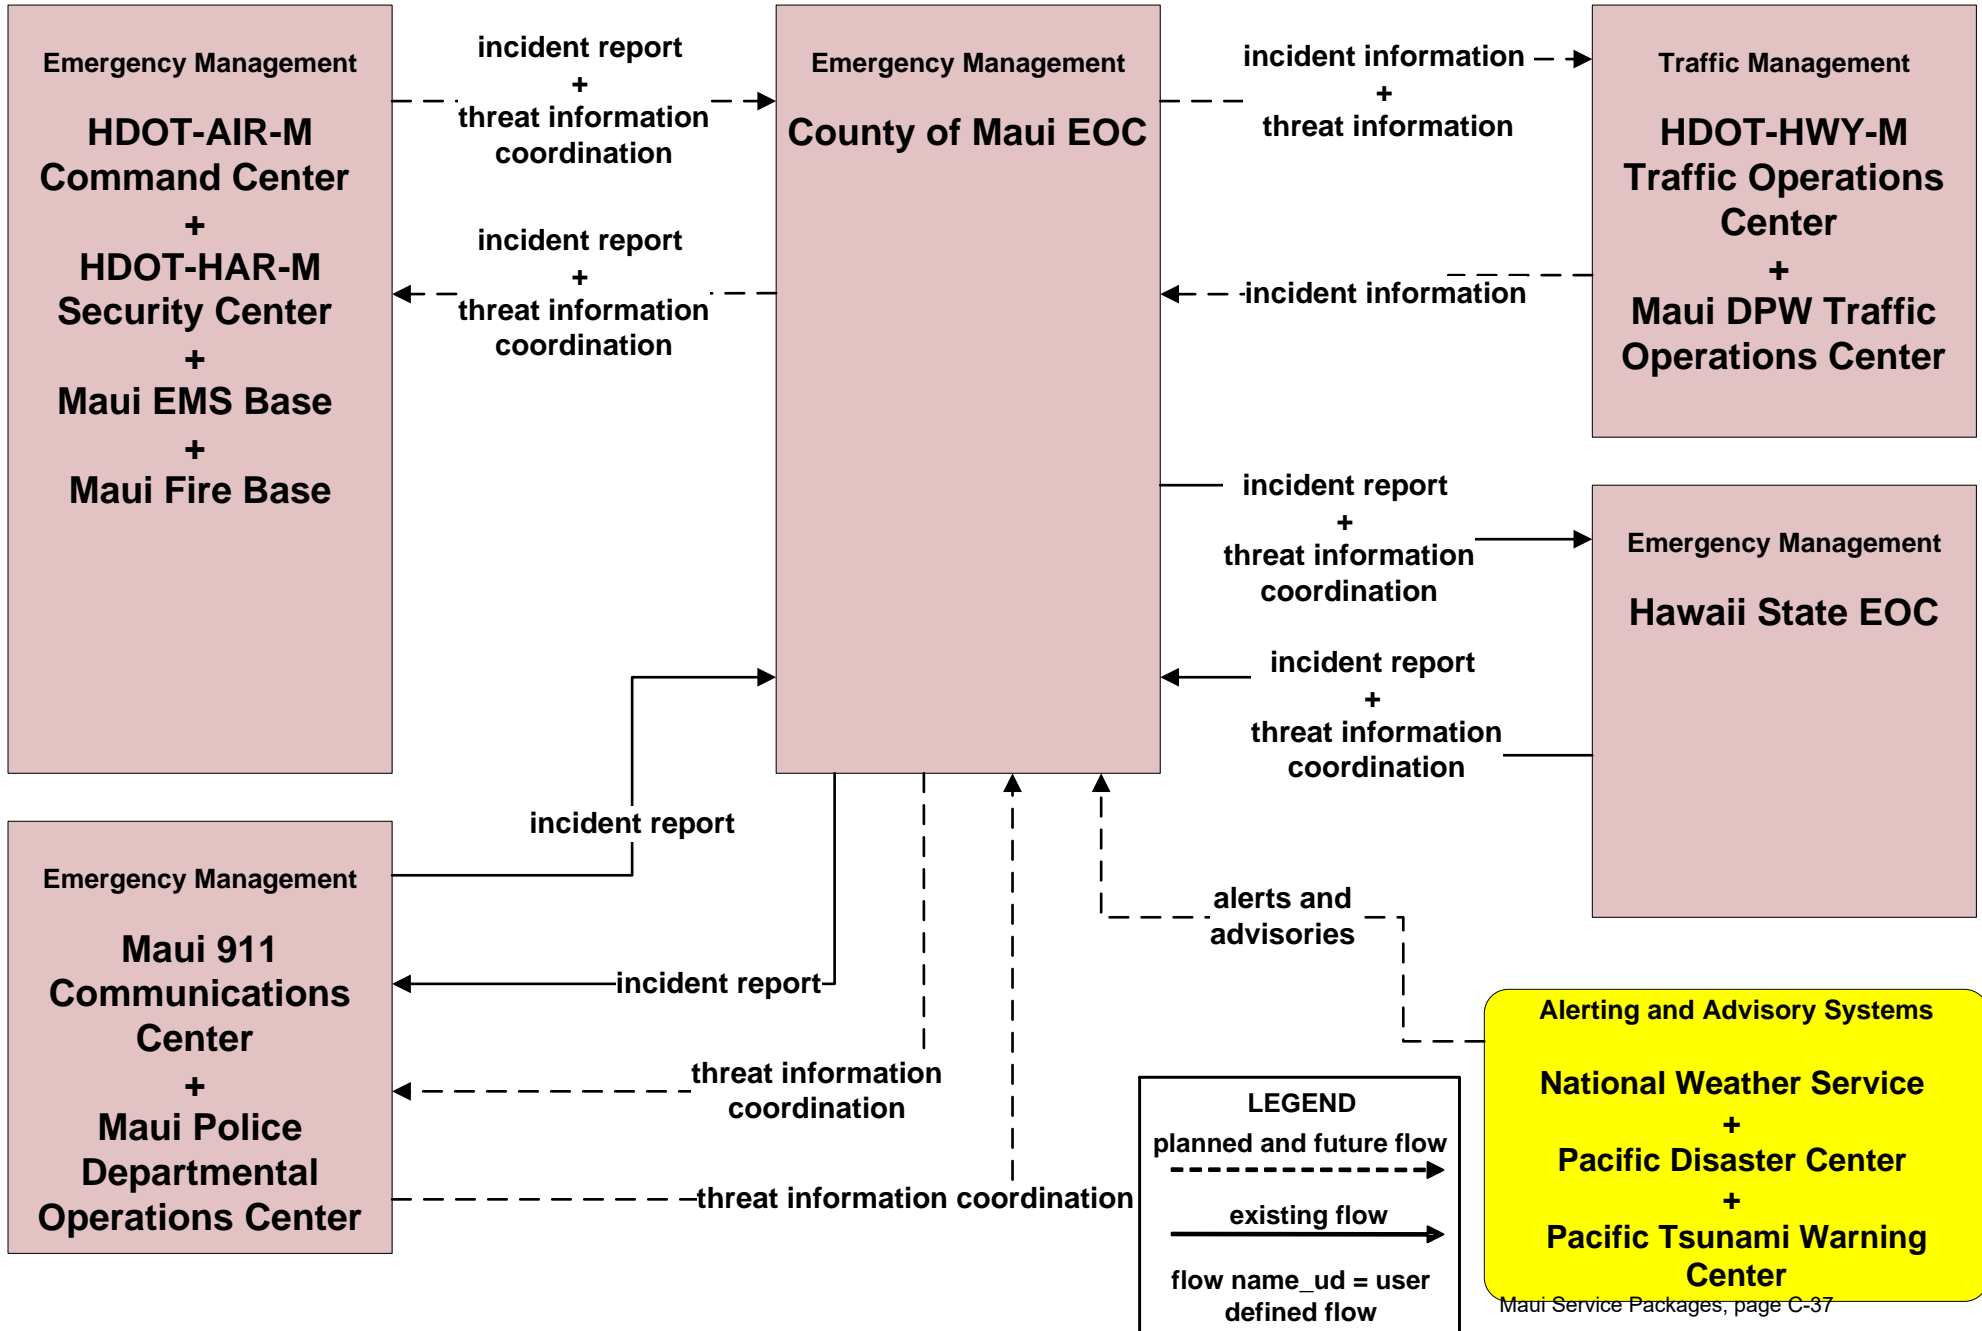 Emergency Management
HDOT-AIR-M
Command Center
+
HDOT-HAR-M
Security Center
+
Maui EMS Base
+
Maui Fire Base
incident report
+
threat information
coordination
incident report
+
threat information
coordination
Emergency Management
County of Maui EOC
incident information
+
threat information
incident information
Traffic Management
HDOT-HWY-M
Traffic Operations
Center
+
Maui DPW Traffic
Operations Center
incident report
+
threat information
coordination
incident report
+
threat information
coordination
Emergency Management
Hawaii State EOC
Emergency Management
Maui 911
Communications
Center
+
Maui Police
Departmental
Operations Center
incident report
incident report
threat information
coordination
threat information coordination
alerts and
advisories
LEGEND
planned and future flow
existing flow
flow name_ud = user
defined flow
Alerting and Advisory Systems
National Weather Service
+
Pacific Disaster Center
+
Pacific Tsunami Warning
Center
Maui Service Packages, page C-37